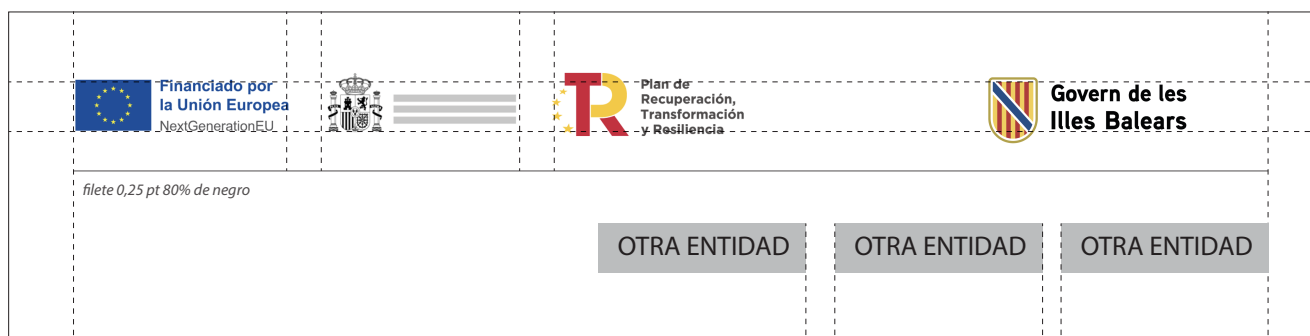 Financiado por
la Unión Europea
NextGenerationEU
Plan de
Recuperación,
Transformación
y Resiliencia
Govern de les
Illes Balears
filete 0,25 pt 80% de negro
OTRA ENTIDAD
OTRA ENTIDAD
OTRA ENTIDAD